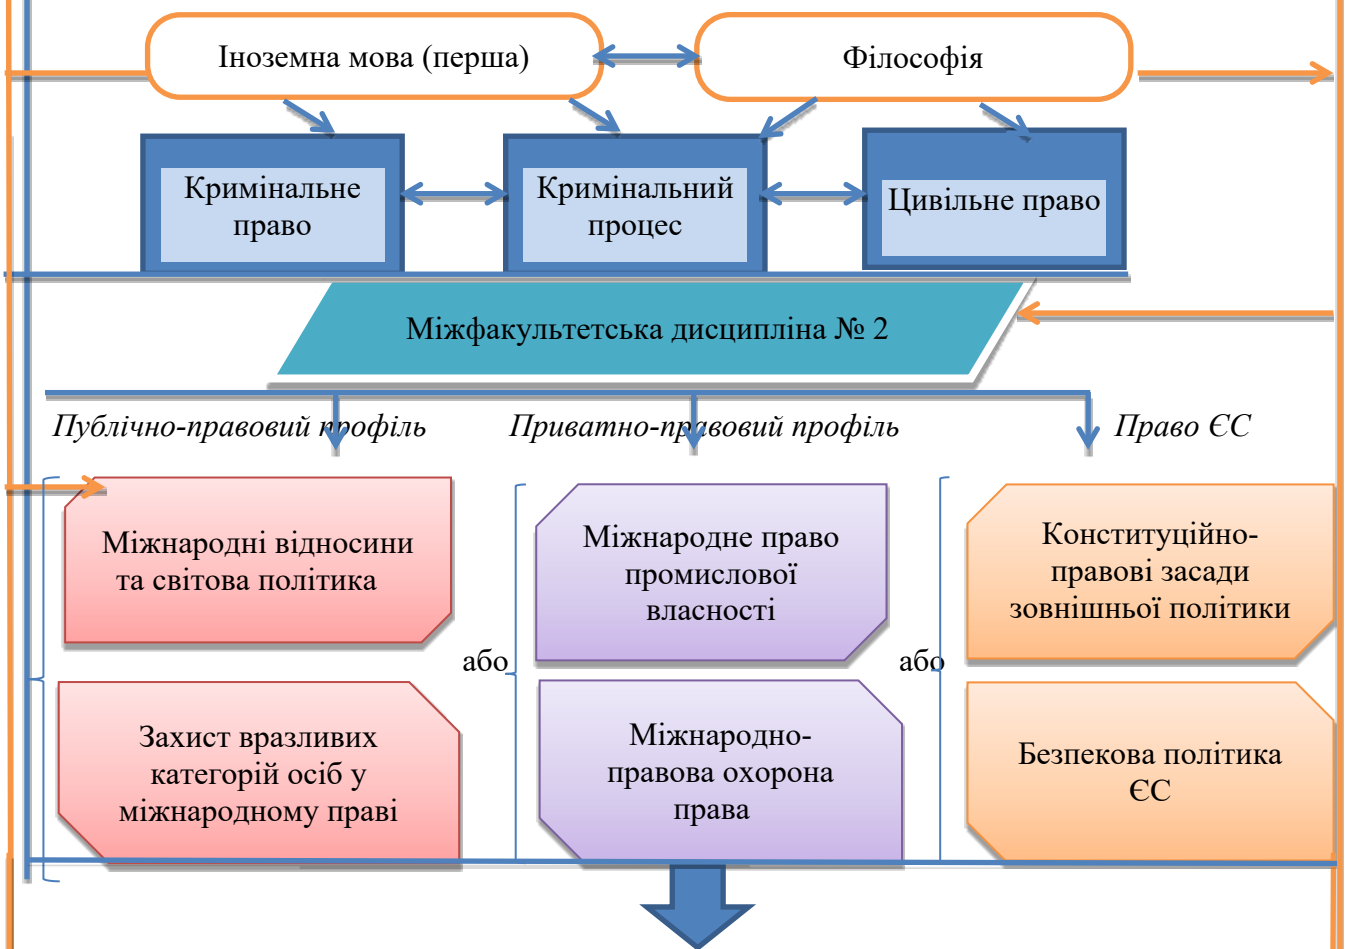 Іноземна мова (перша)
Філософія
Кримінальне
право
Кримінальний
процес
Цивільне право
Міжфакультетська дисципліна № 2
Публічно-правовий профіль
Приватно-правовий профіль
Право ЄС
Міжнародні відносини
та світова політика
Міжнародне право
промислової
власності
Конституційно-
правові засади
зовнішньої політики
або
або
Захист вразливих
категорій осіб у
міжнародному праві
Міжнародно-
правова охорона
права
Безпекова політика
ЄС